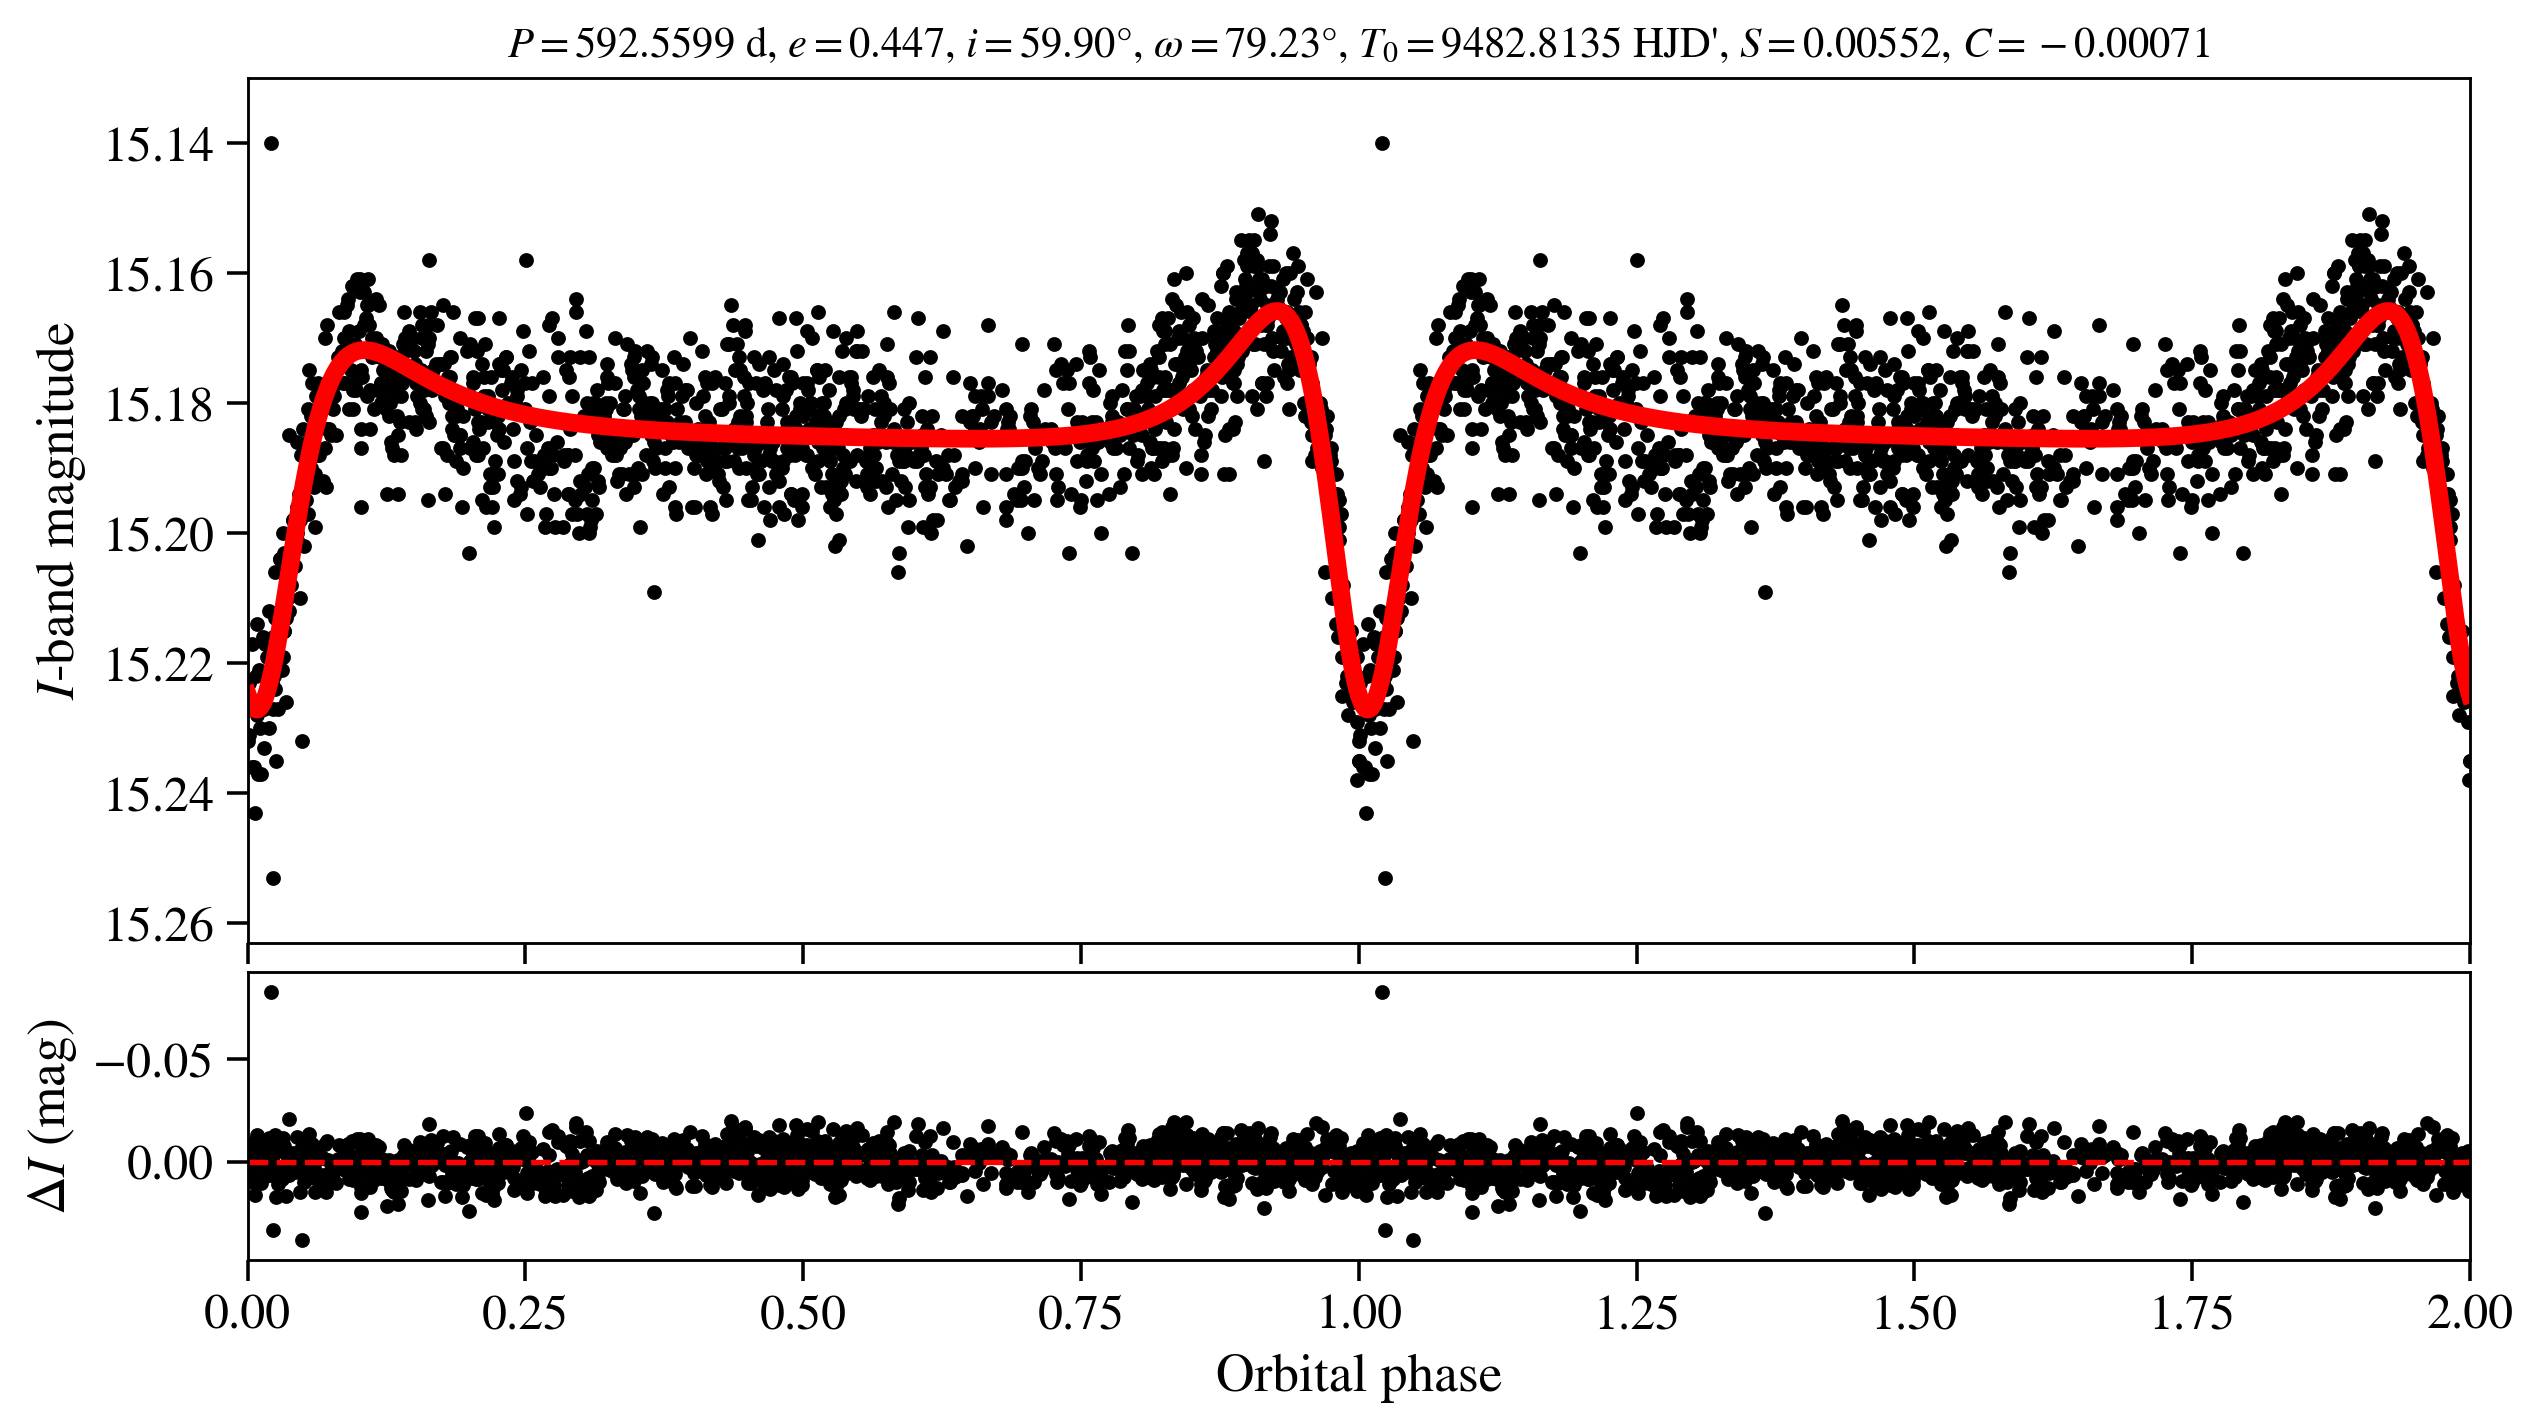 P = 592.5599 d, e = 0.447, i = 59.90°, ω = 79.23°, T₀ = 9482.8135 HJD', S = 0.00552, C = −0.00071
I-band magnitude
15.14
15.16
15.18
15.20
15.22
15.24
15.26
ΔI (mag)
−0.05
0.00
0.00 0.25 0.50 0.75 1.00 1.25 1.50 1.75 2.00
Orbital phase